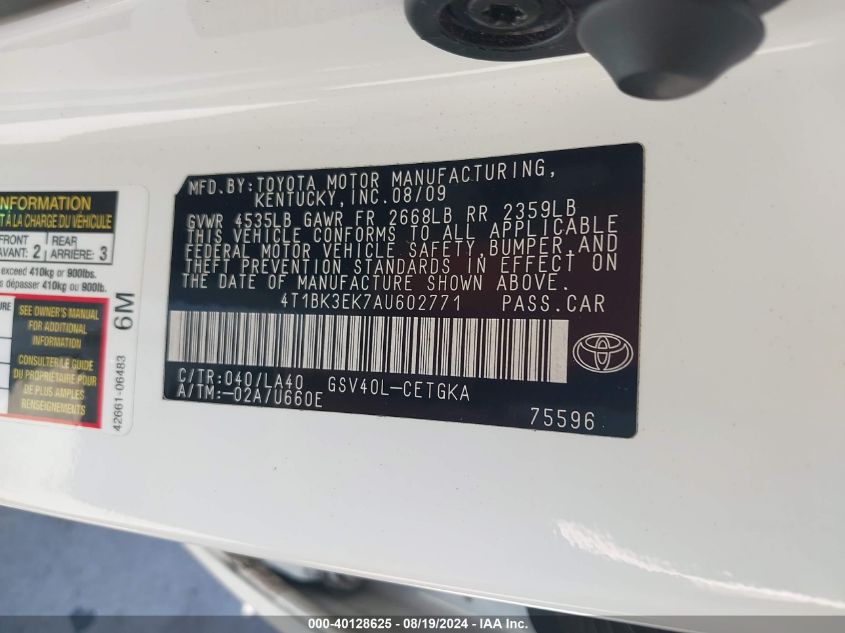 MFD. BY: TOYOTA MOTOR MANUFACTURING,
KENTUCKY, INC. 08/09
GVWR 4535LB GAWR FR 2668LB RR 2359LB
THIS VEHICLE CONFORMS TO ALL APPLICABLE
FEDERAL MOTOR VEHICLE SAFETY, BUMPER, AND
THEFT PREVENTION STANDARDS IN EFFECT ON
THE DATE OF MANUFACTURE SHOWN ABOVE.
4T1BK3EK7AU602771 PASS.CAR
C/TR: 040/LA40 GSV40L-CETGKA
A/TM: -02A/U660E
75596
INFORMATION
T À LA CHARGE DU VÉHICULE
FRONT
AVANT: 2
REAR
ARRIÈRE: 3
exceed 410kg or 900lbs.
dépasser 410kg ou 900lb.
SEE OWNER'S MANUAL
FOR ADDITIONAL
INFORMATION
CONSULTER LE GUIDE
DU PROPRIÉTAIRE POUR
DE PLUS AMPLES
RENSEIGNEMENTS
6M
42661-06483
000-40128625 - 08/19/2024 - IAA Inc.